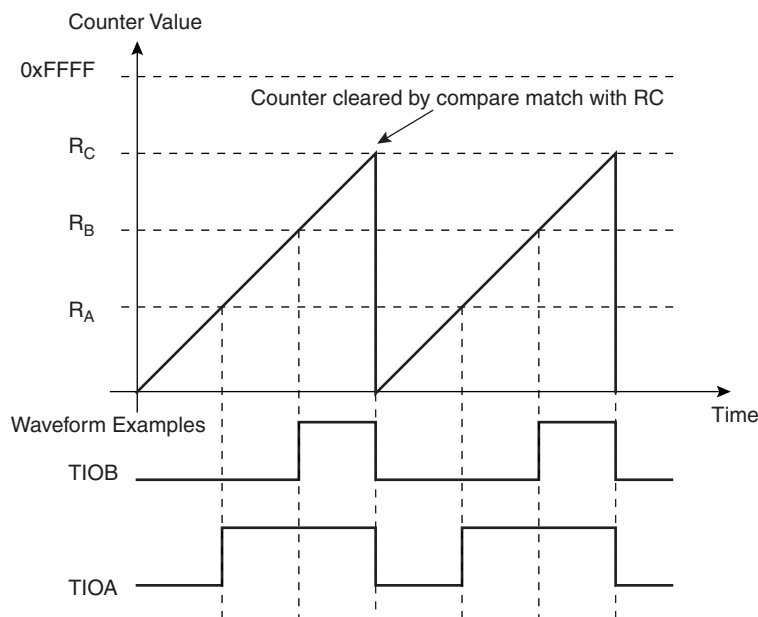 Counter Value
0xFFFF
Counter cleared by compare match with RC
RC
RB
RA
Time
Waveform Examples
TIOB
TIOA